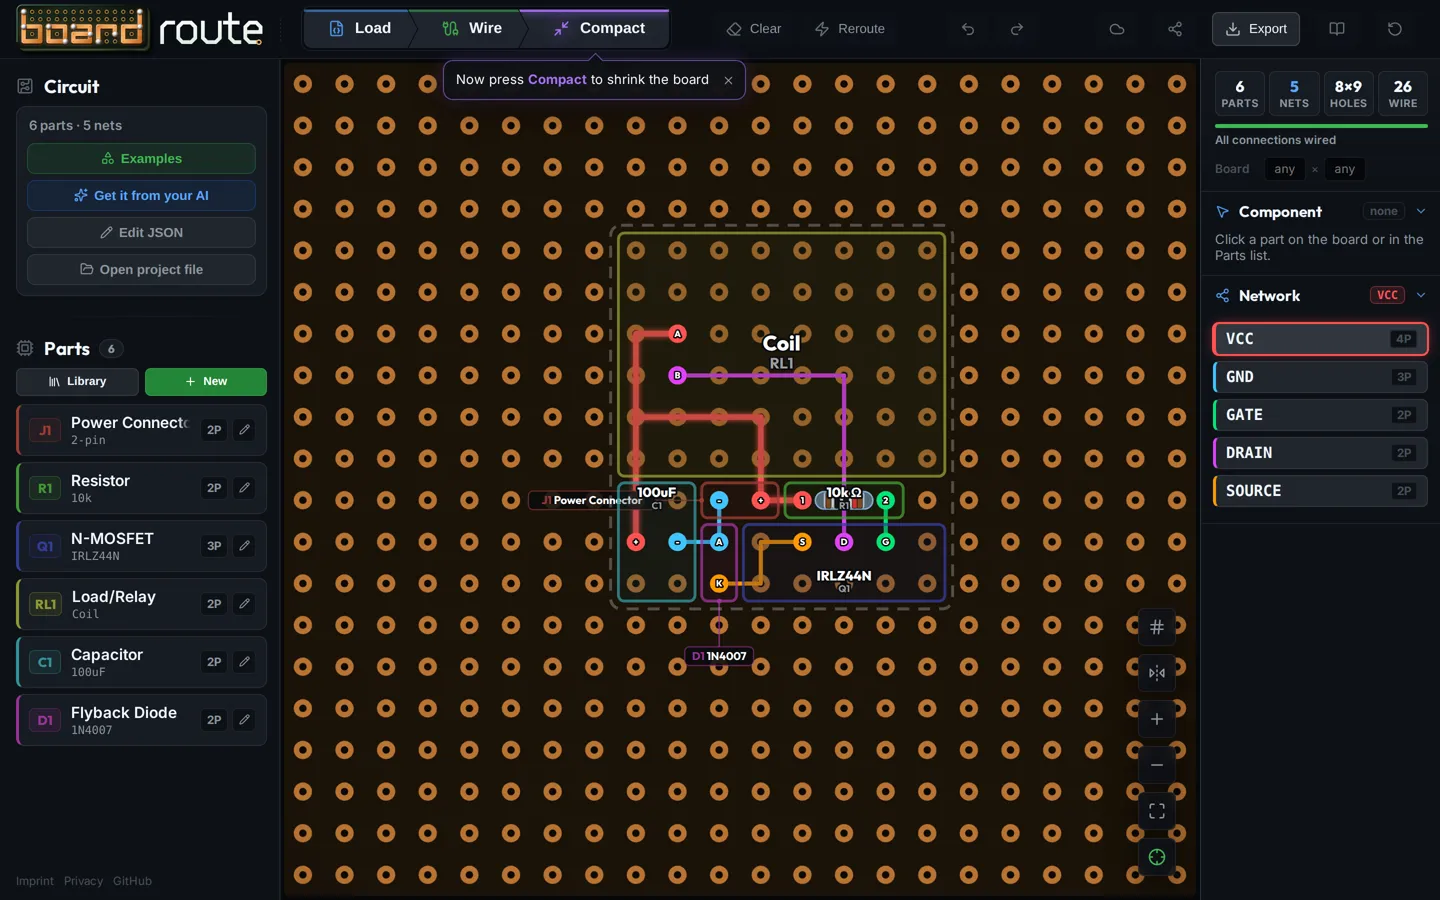 board route
Load
Wire
Compact
Clear
Reroute
Export
Now press Compact to shrink the board
Circuit
6 parts · 5 nets
Examples
Get it from your AI
Edit JSON
Open project file
Parts 6
Library
New
J1
Power Connecto
2-pin
2P
R1
Resistor
10k
2P
Q1
N-MOSFET
IRLZ44N
3P
RL1
Load/Relay
Coil
2P
C1
Capacitor
100uF
2P
D1
Flyback Diode
1N4007
2P
Imprint Privacy GitHub
A
Coil
RL1
B
J1 Power Connector
100uF
C1
-
+
1
10kΩ
R1
2
+
-
A
S
D
G
K
IRLZ44N
Q1
D1 1N4007
6
PARTS
5
NETS
8×9
HOLES
26
WIRE
All connections wired
Board any × any
Component none
Click a part on the board or in the
Parts list.
Network VCC
VCC 4P
GND 3P
GATE 2P
DRAIN 2P
SOURCE 2P